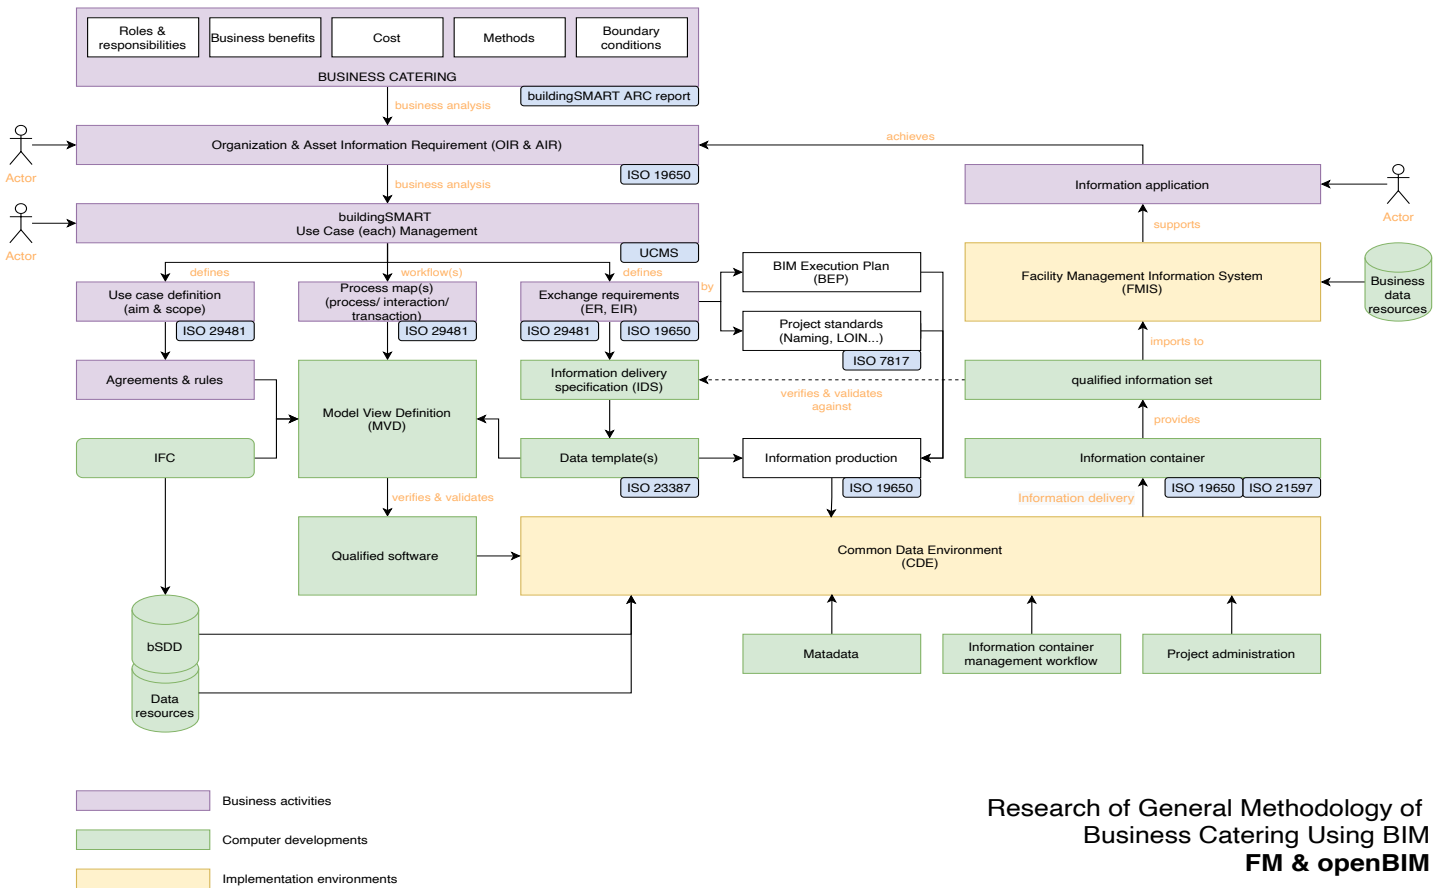 Roles &
responsibilities
Business benefits
Cost
Methods
Boundary
conditions
BUSINESS CATERING
buildingSMART ARC report
business analysis
Actor
Organization & Asset Information Requirement (OIR & AIR)
ISO 19650
achieves
business analysis
Information application
Actor
Actor
buildingSMART
Use Case (each) Management
UCMS
supports
defines
workflow(s)
defines
by
BIM Execution Plan
(BEP)
Facility Management Information System
(FMIS)
Business
data
resources
Use case definition
(aim & scope)
ISO 29481
Process map(s)
(process/ interaction/
transaction)
ISO 29481
Exchange requirements
(ER, EIR)
ISO 29481
ISO 19650
Project standards
(Naming, LOIN...)
ISO 7817
imports to
Agreements & rules
Model View Definition
(MVD)
Information delivery
specification (IDS)
verifies & validates
against
qualified information set
provides
IFC
Data template(s)
ISO 23387
Information production
ISO 19650
Information container
ISO 19650
ISO 21597
verifies & validates
Information delivery
Qualified software
Common Data Environment
(CDE)
bSDD
Data
resources
Matadata
Information container
management workflow
Project administration
Business activities
Computer developments
Implementation environments
Research of General Methodology of
Business Catering Using BIM
FM & openBIM